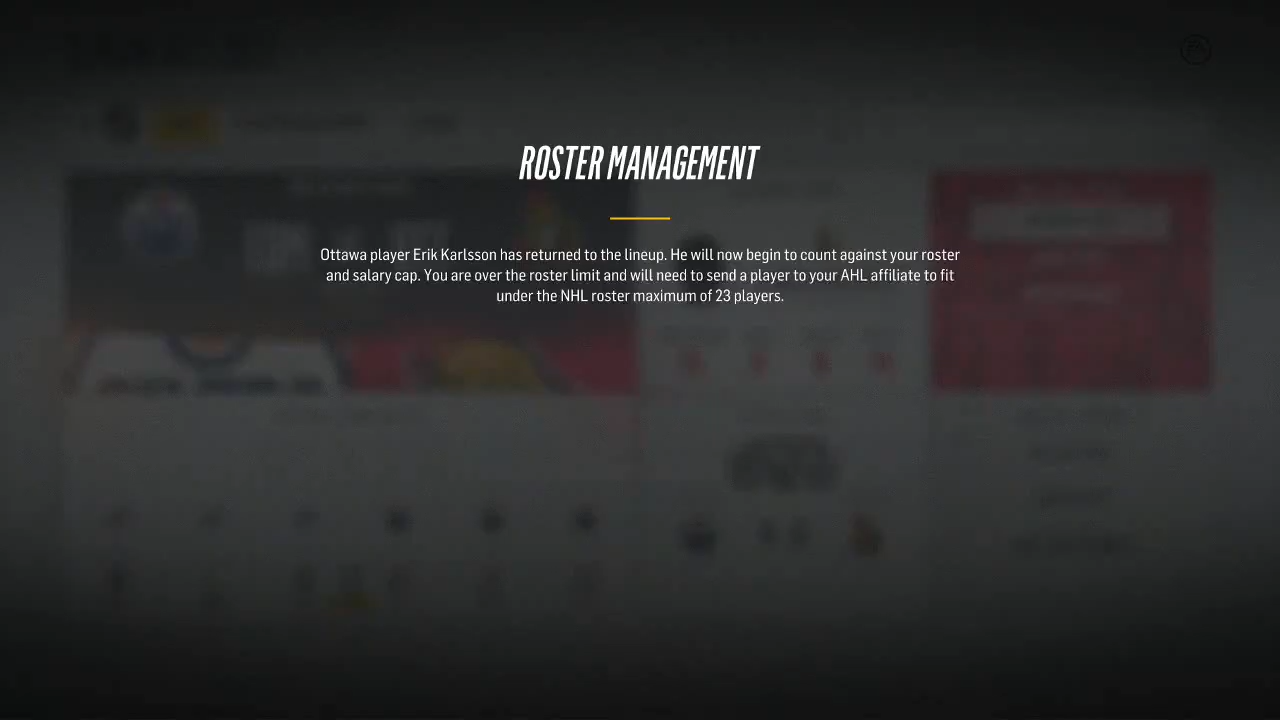 ROSTER MANAGEMENT
Ottawa player Erik Karlsson has returned to the lineup. He will now begin to count against your roster
and salary cap. You are over the roster limit and will need to send a player to your AHL affiliate to fit
under the NHL roster maximum of 23 players.